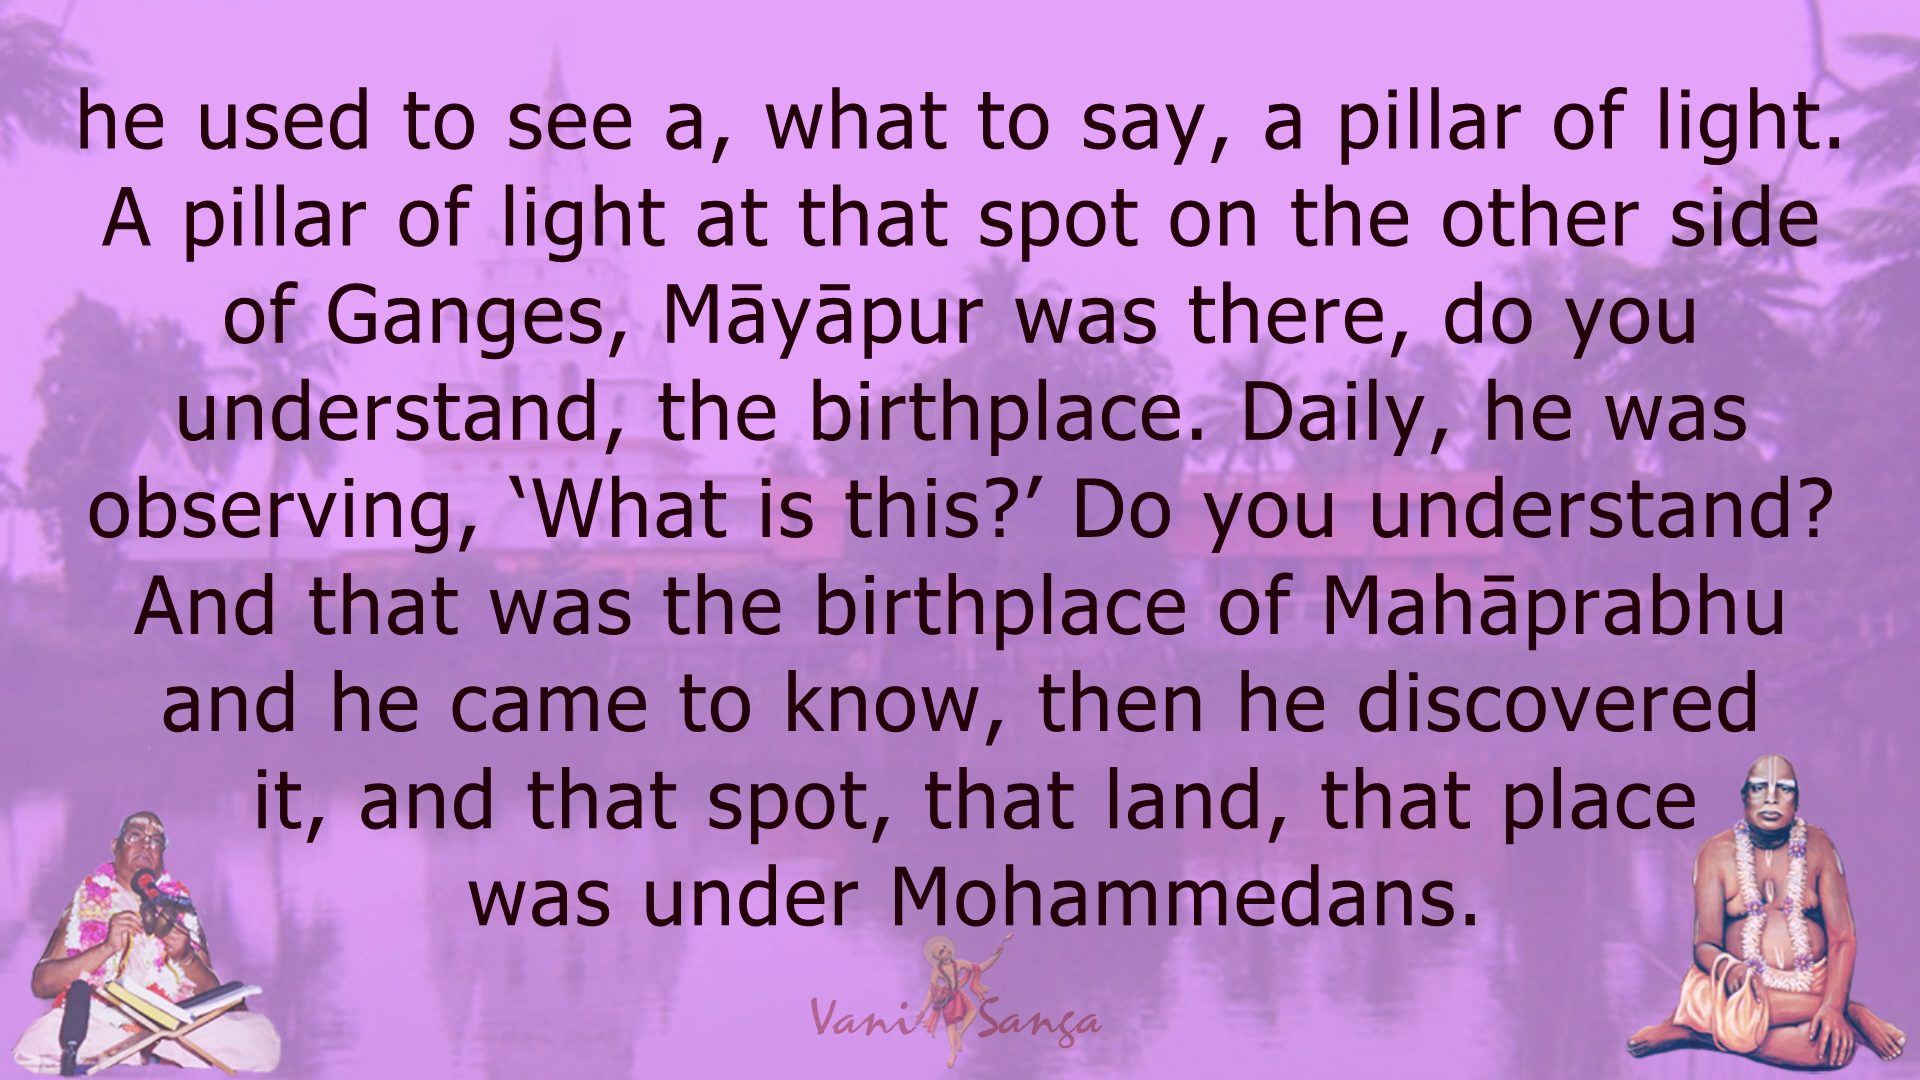 he used to see a, what to say, a pillar of light.
A pillar of light at that spot on the other side
of Ganges, Māyāpur was there, do you
understand, the birthplace. Daily, he was
observing, ‘What is this?’ Do you understand?
And that was the birthplace of Mahāprabhu
and he came to know, then he discovered
it, and that spot, that land, that place
was under Mohammedans.
Vani Sanga